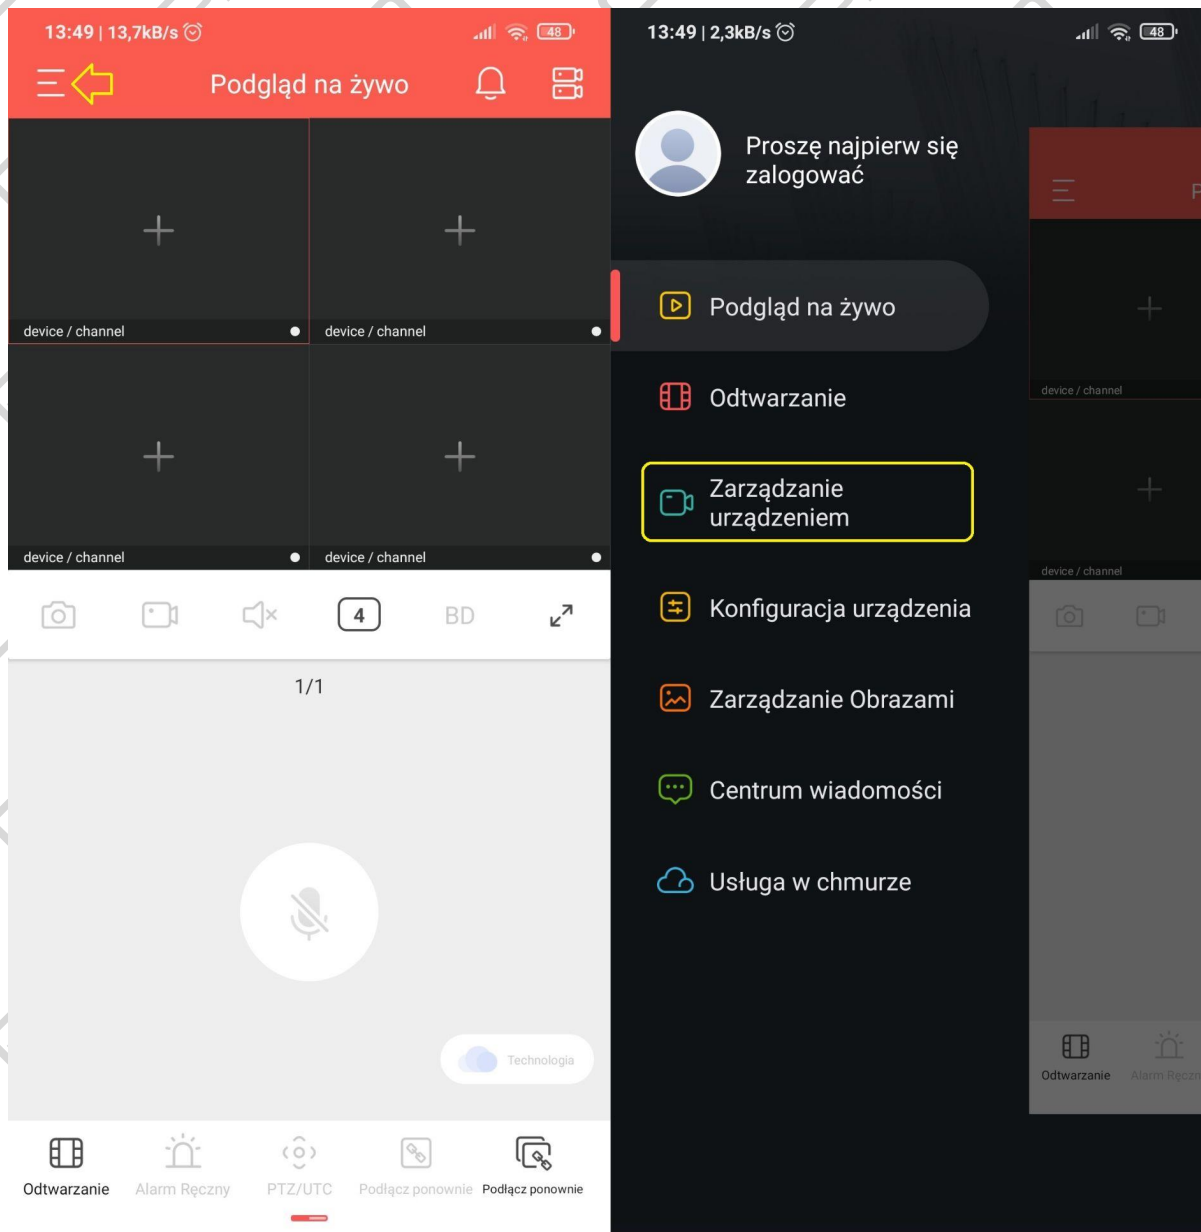 13:49 | 13,7kB/s
48
Podgląd na żywo
device / channel
device / channel
device / channel
device / channel
4
BD
1/1
Technologia
Odtwarzanie
Alarm Ręczny
PTZ/UTC
Podłącz ponownie
Podłącz ponownie
13:49 | 2,3kB/s
48
Proszę najpierw się
zalogować
Podgląd na żywo
Odtwarzanie
Zarządzanie
urządzeniem
Konfiguracja urządzenia
Zarządzanie Obrazami
Centrum wiadomości
Usługa w chmurze
P
device / channel
device / channel
Odtwarzanie
Alarm Ręczn